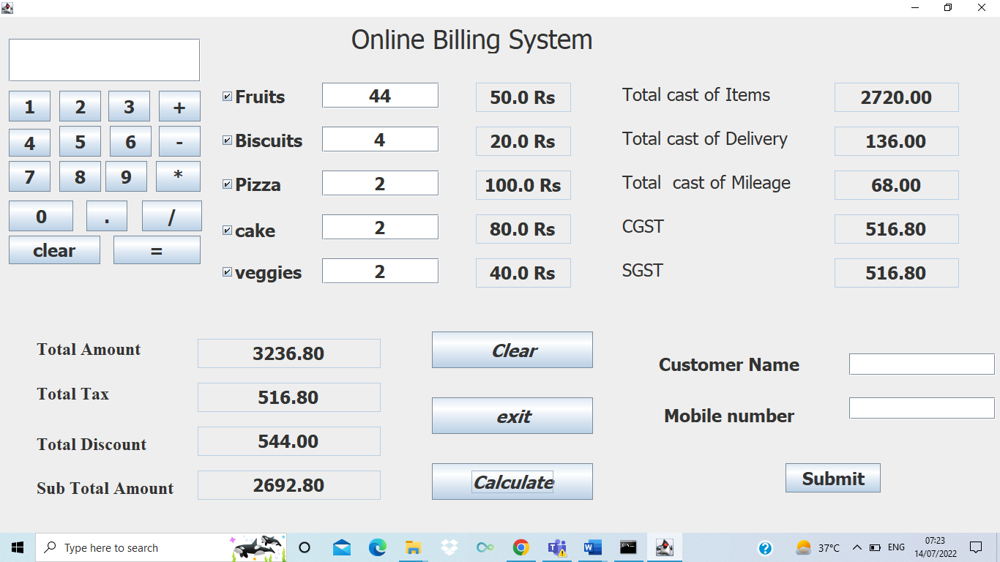 Online Billing System
1 2 3 +
4 5 6 -
7 8 9 *
0 . /
clear =
Fruits 44 50.0 Rs
Biscuits 4 20.0 Rs
Pizza 2 100.0 Rs
cake 2 80.0 Rs
veggies 2 40.0 Rs
Total cast of Items 2720.00
Total cast of Delivery 136.00
Total cast of Mileage 68.00
CGST 516.80
SGST 516.80
Total Amount 3236.80
Total Tax 516.80
Total Discount 544.00
Sub Total Amount 2692.80
Clear
exit
Calculate
Customer Name
Mobile number
Submit
Type here to search
37°C
ENG
07:23
14/07/2022